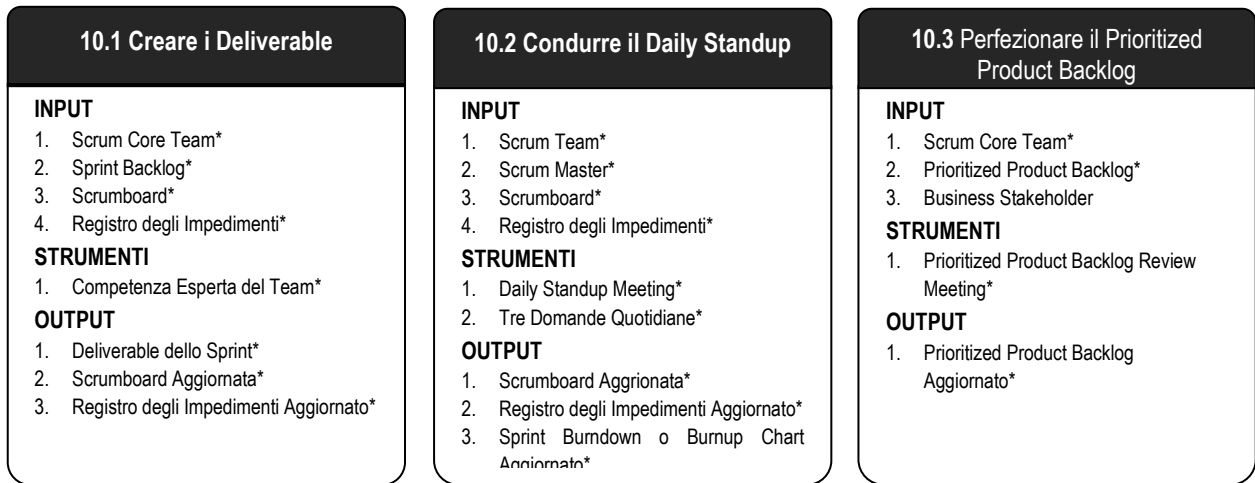 10.1 Creare i Deliverable
INPUT
1. Scrum Core Team*
2. Sprint Backlog*
3. Scrumboard*
4. Registro degli Impedimenti*
STRUMENTI
1. Competenza Esperta del Team*
OUTPUT
1. Deliverable dello Sprint*
2. Scrumboard Aggiornata*
3. Registro degli Impedimenti Aggiornato*
10.2 Condurre il Daily Standup
INPUT
1. Scrum Team*
2. Scrum Master*
3. Scrumboard*
4. Registro degli Impedimenti*
STRUMENTI
1. Daily Standup Meeting*
2. Tre Domande Quotidiane*
OUTPUT
1. Scrumboard Aggrionata*
2. Registro degli Impedimenti Aggiornato*
3. Sprint Burndown o Burnup Chart
Aggiornato*
10.3 Perfezionare il Prioritized
Product Backlog
INPUT
1. Scrum Core Team*
2. Prioritized Product Backlog*
3. Business Stakeholder
STRUMENTI
1. Prioritized Product Backlog Review
Meeting*
OUTPUT
1. Prioritized Product Backlog
Aggiornato*